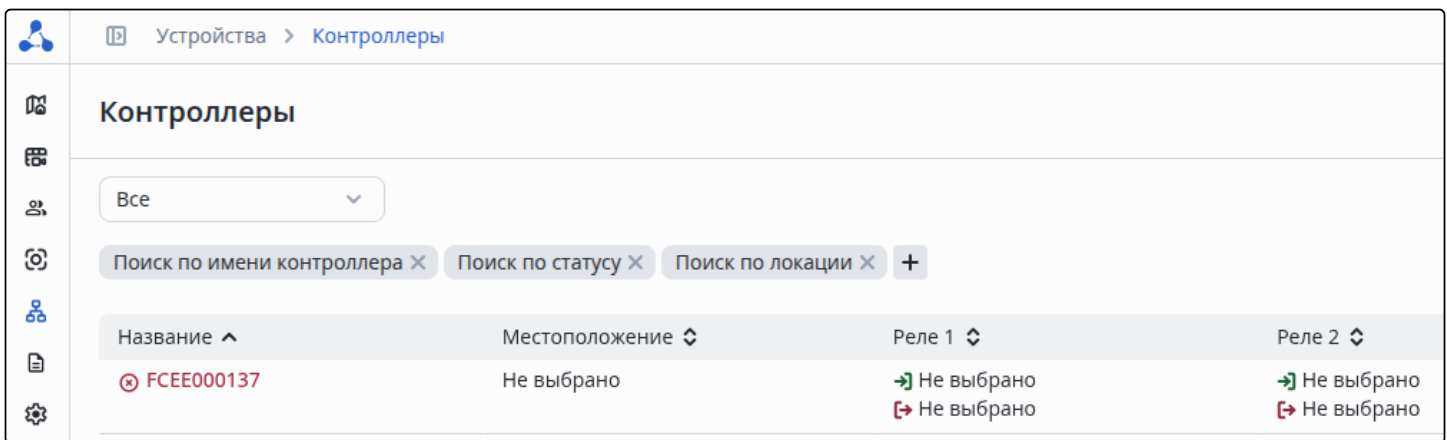 Устройства > Контроллеры
Контроллеры
Все
Поиск по имени контроллера Поиск по статусу Поиск по локации +
Название Местоположение Реле 1 Реле 2
FCEE000137 Не выбрано Не выбрано Не выбрано
Не выбрано Не выбрано